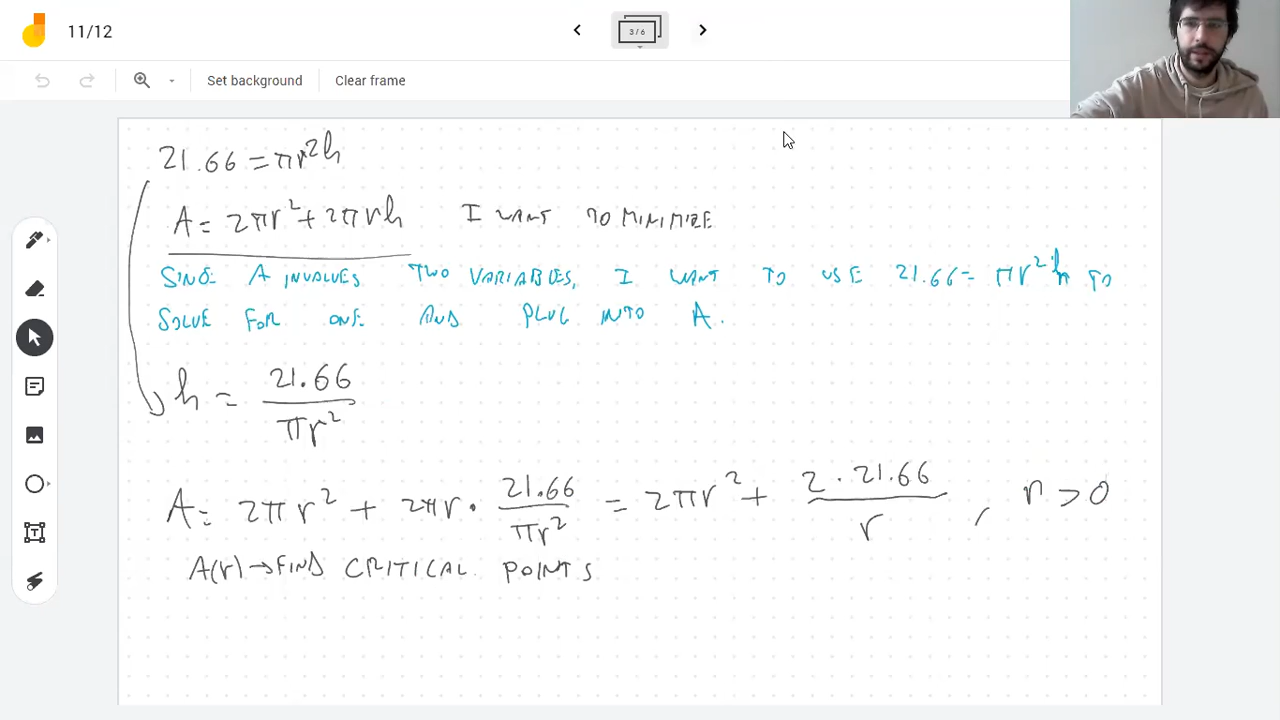 11/12
3/6
Set background
Clear frame
21.66 = πr²h
A = 2πr² + 2πrh I WANT TO MINIMIZE
SINCE A INVOLVES TWO VARIABLES, I WANT TO USE 21.66 = πr²h TO
SOLVE FOR ONE AND PLUG INTO A.
h = 21.66 / πr²
A = 2πr² + 2πr · 21.66 / πr² = 2πr² + 2 · 21.66 / r , r > 0
A(r) → FIND CRITICAL POINTS